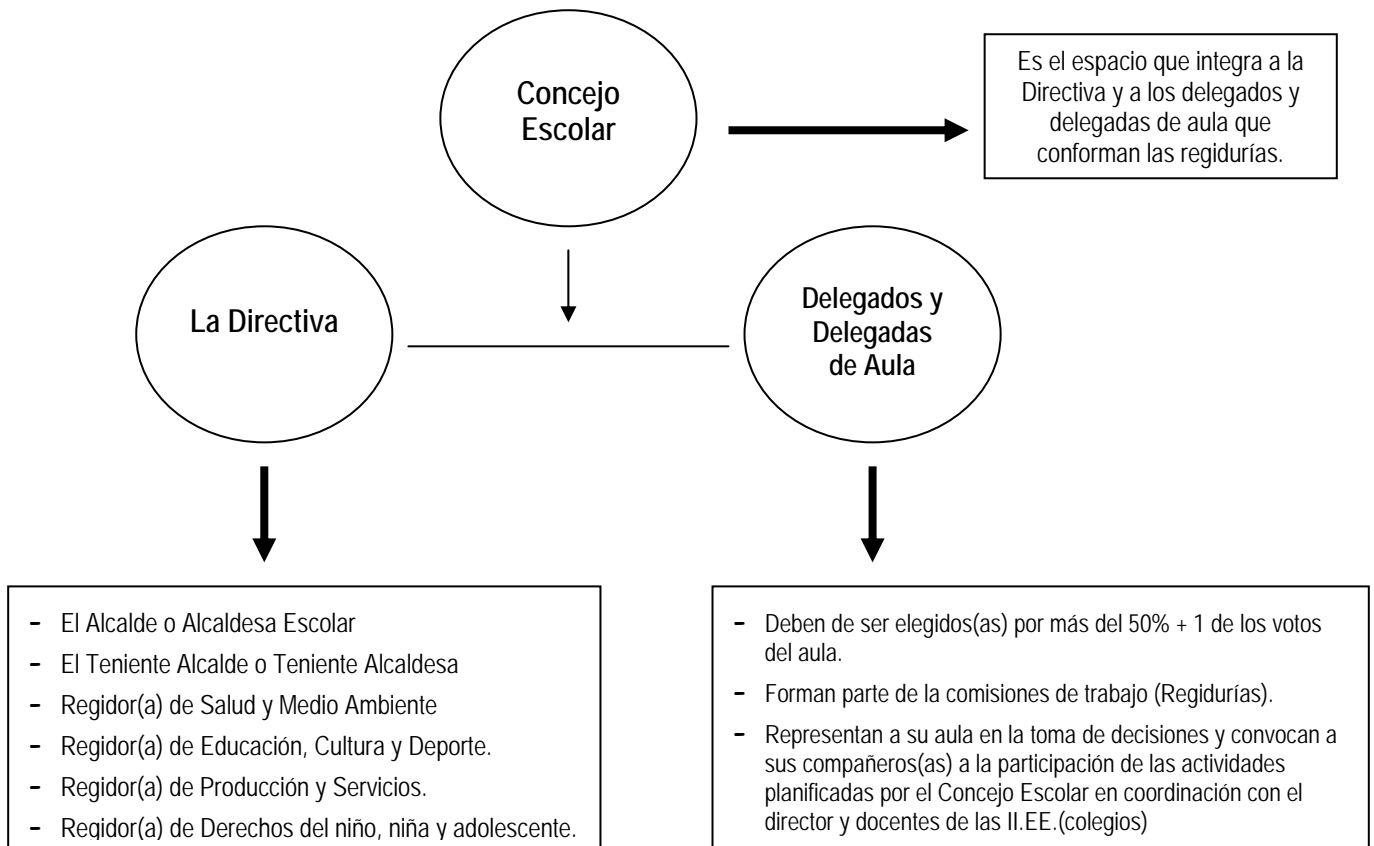 Concejo
Escolar
Es el espacio que integra a la
Directiva y a los delegados y
delegadas de aula que
conforman las regidurías.
La Directiva
Delegados y
Delegadas
de Aula
- El Alcalde o Alcaldesa Escolar
- El Teniente Alcalde o Teniente Alcaldesa
- Regidor(a) de Salud y Medio Ambiente
- Regidor(a) de Educación, Cultura y Deporte.
- Regidor(a) de Producción y Servicios.
- Regidor(a) de Derechos del niño, niña y adolescente.
- Deben de ser elegidos(as) por más del 50% + 1 de los votos
del aula.
- Forman parte de la comisiones de trabajo (Regidurías).
- Representan a su aula en la toma de decisiones y convocan a
sus compañeros(as) a la participación de las actividades
planificadas por el Concejo Escolar en coordinación con el
director y docentes de las II.EE.(colegios)